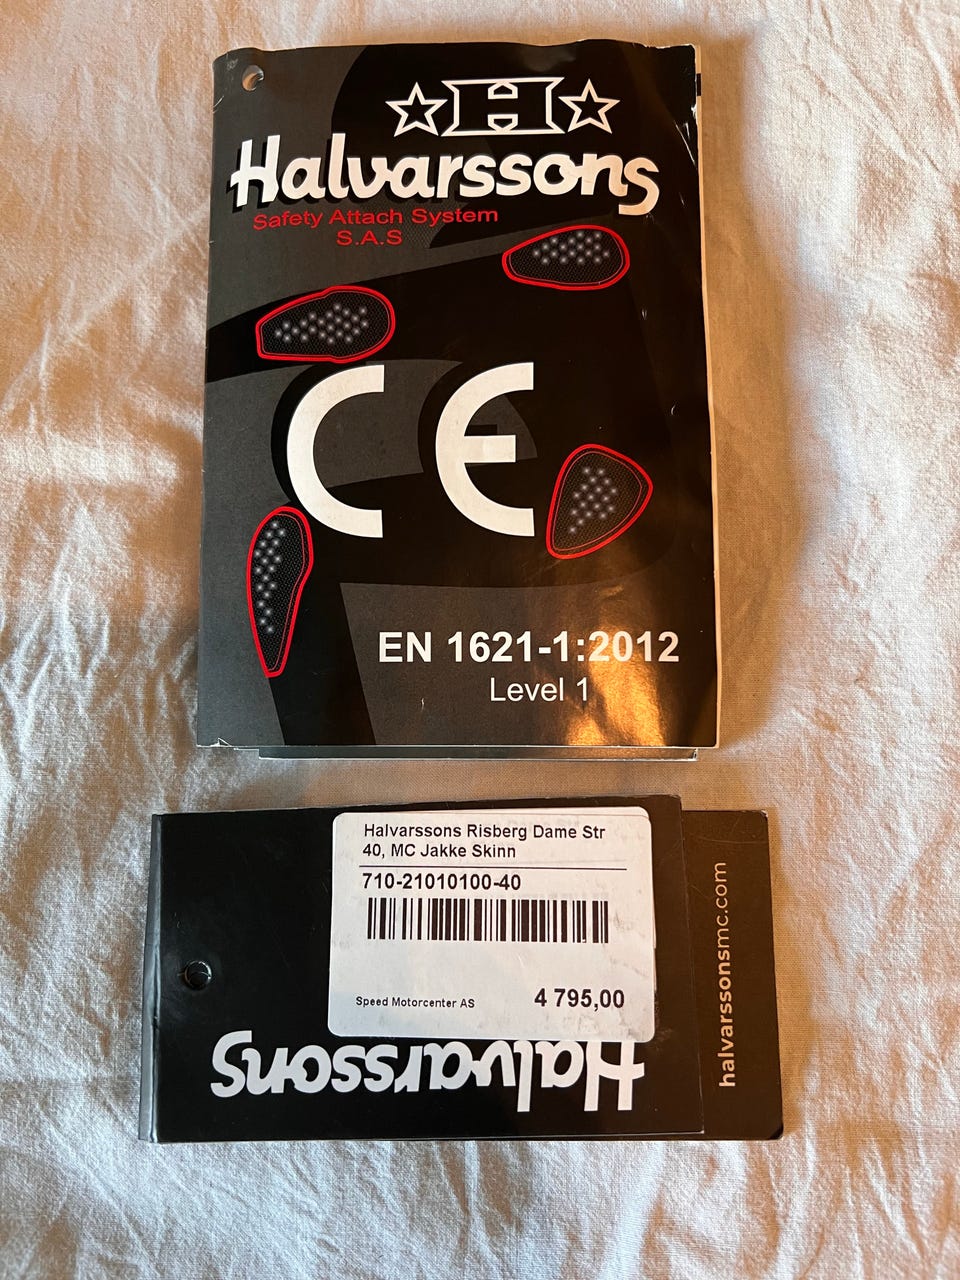 H
Halvarssons
Safety Attach System
S.A.S
CE
EN 1621-1:2012
Level 1
Halvarssons Risberg Dame Str
40, MC Jakke Skinn
710-21010100-40
Speed Motorcenter AS 4 795,00
Halvarssons
halvarssonsmc.com